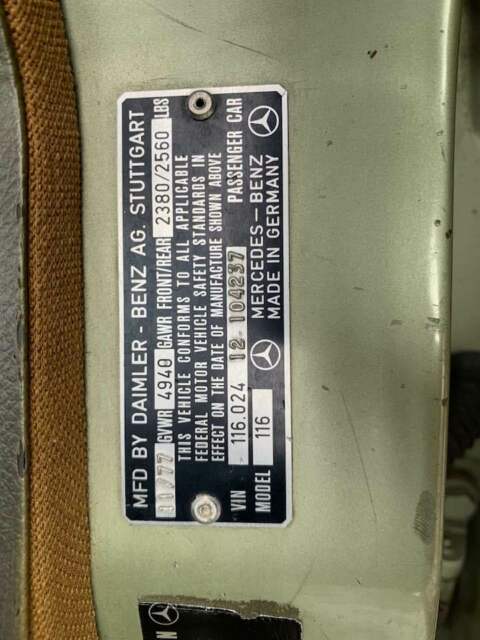 MFD BY DAIMLER-BENZ AG. STUTTGART
/77 GVWR 4940 GAWR FRONT/REAR 2380/2560 LBS
THIS VEHICLE CONFORMS TO ALL APPLICABLE
FEDERAL MOTOR VEHICLE SAFETY STANDARDS IN
EFFECT ON THE DATE OF MANUFACTURE SHOWN ABOVE
VIN 116.024 12 104237 PASSENGER CAR
MODEL 116 MERCEDES-BENZ
MADE IN GERMANY
N